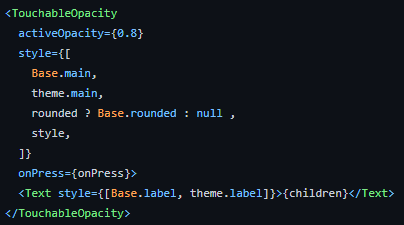 <TouchableOpacity
  activeOpacity={0.8}
  style={[
    Base.main,
    theme.main,
    rounded ? Base.rounded : null ,
    style,
  ]}
  onPress={onPress}>
  <Text style={[Base.label, theme.label]}>{children}</Text>
</TouchableOpacity>